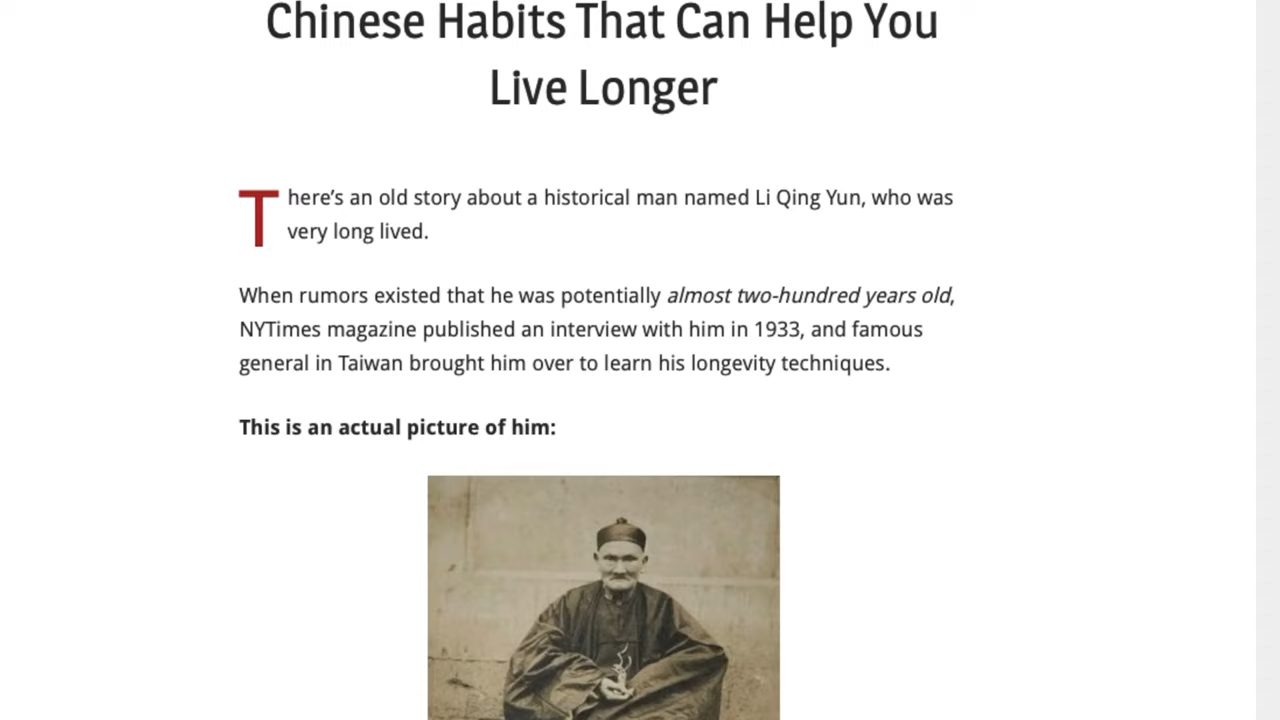 Chinese Habits That Can Help You
Live Longer
There’s an old story about a historical man named Li Qing Yun, who was
very long lived.
When rumors existed that he was potentially almost two-hundred years old,
NYTimes magazine published an interview with him in 1933, and famous
general in Taiwan brought him over to learn his longevity techniques.
This is an actual picture of him: